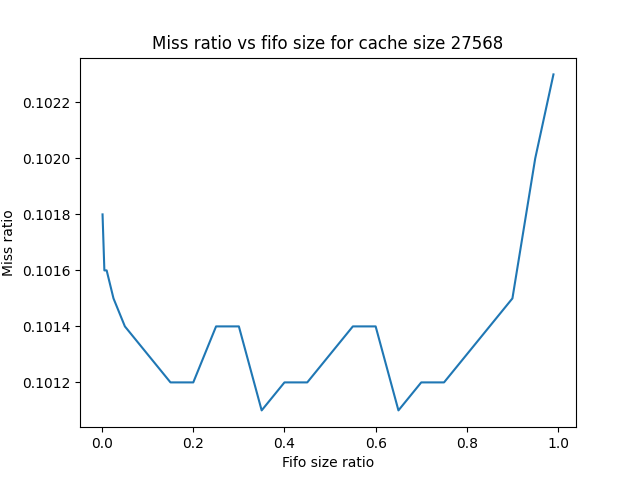 Miss ratio vs fifo size for cache size 27568
0.1022
0.1020
0.1018
0.1016
0.1014
0.1012
Miss ratio
0.0 0.2 0.4 0.6 0.8 1.0
Fifo size ratio